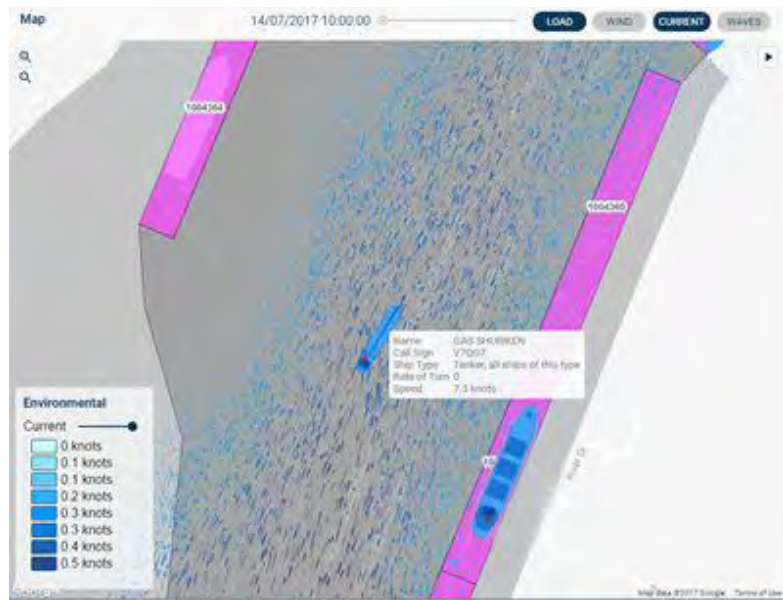 Map
14/07/2017 10:00:00
LOAD
WIND
CURRENT
WAVES
1004364
1004360
Name: GAS SHURIKEN
Call Sign V7QG7
Ship Type Tanker, all ships of this type
Rate of Turn 0
Speed: 7.3 knots
Environmental
Current
0 knots
0.1 knots
0.1 knots
0.2 knots
0.3 knots
0.3 knots
0.4 knots
0.5 knots
Map data ©2017 Google
Terms of Use